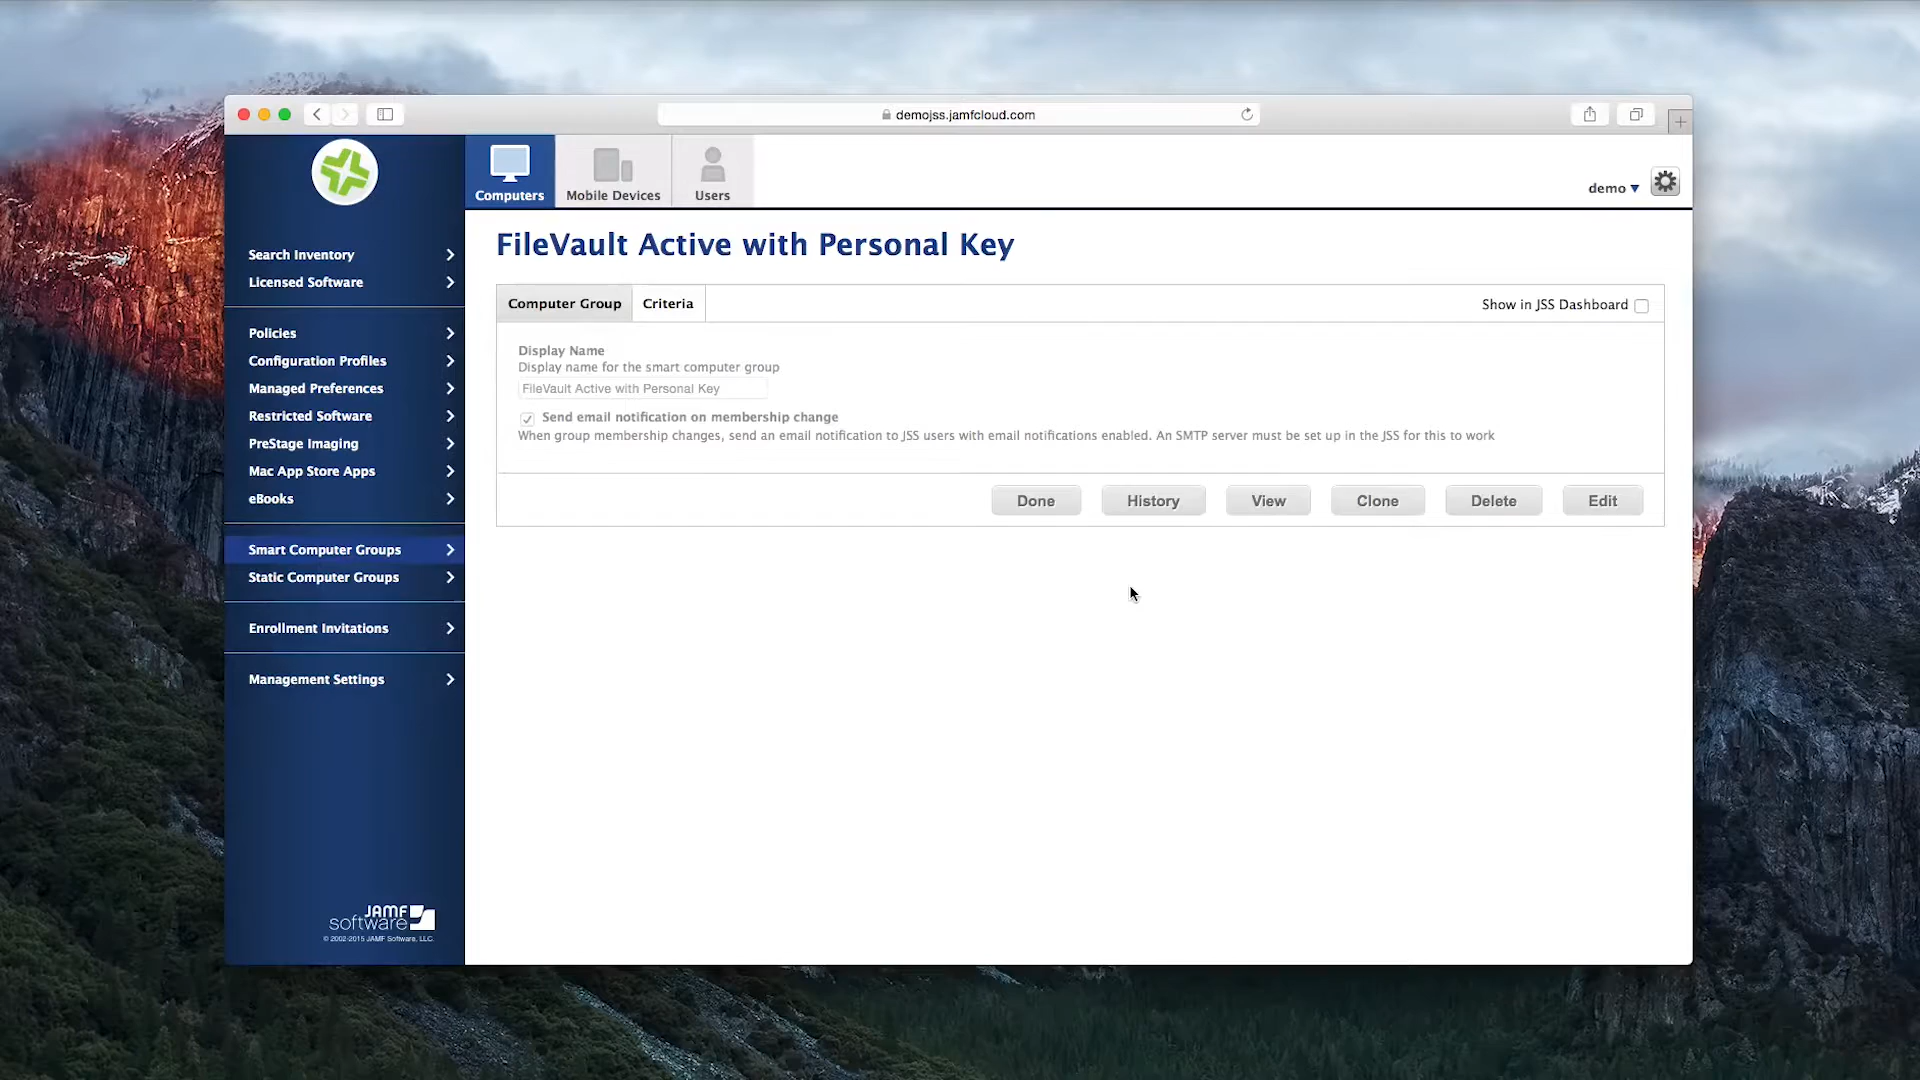 demojss.jamfcloud.com
Computers
Mobile Devices
Users
demo
Search Inventory
Licensed Software
Policies
Configuration Profiles
Managed Preferences
Restricted Software
PreStage Imaging
Mac App Store Apps
eBooks
Smart Computer Groups
Static Computer Groups
Enrollment Invitations
Management Settings
JAMF
software
© 2002-2015 JAMF Software, LLC.
FileVault Active with Personal Key
Computer Group
Criteria
Show in JSS Dashboard
Display Name
Display name for the smart computer group
FileVault Active with Personal Key
Send email notification on membership change
When group membership changes, send an email notification to JSS users with email notifications enabled. An SMTP server must be set up in the JSS for this to work
Done
History
View
Clone
Delete
Edit